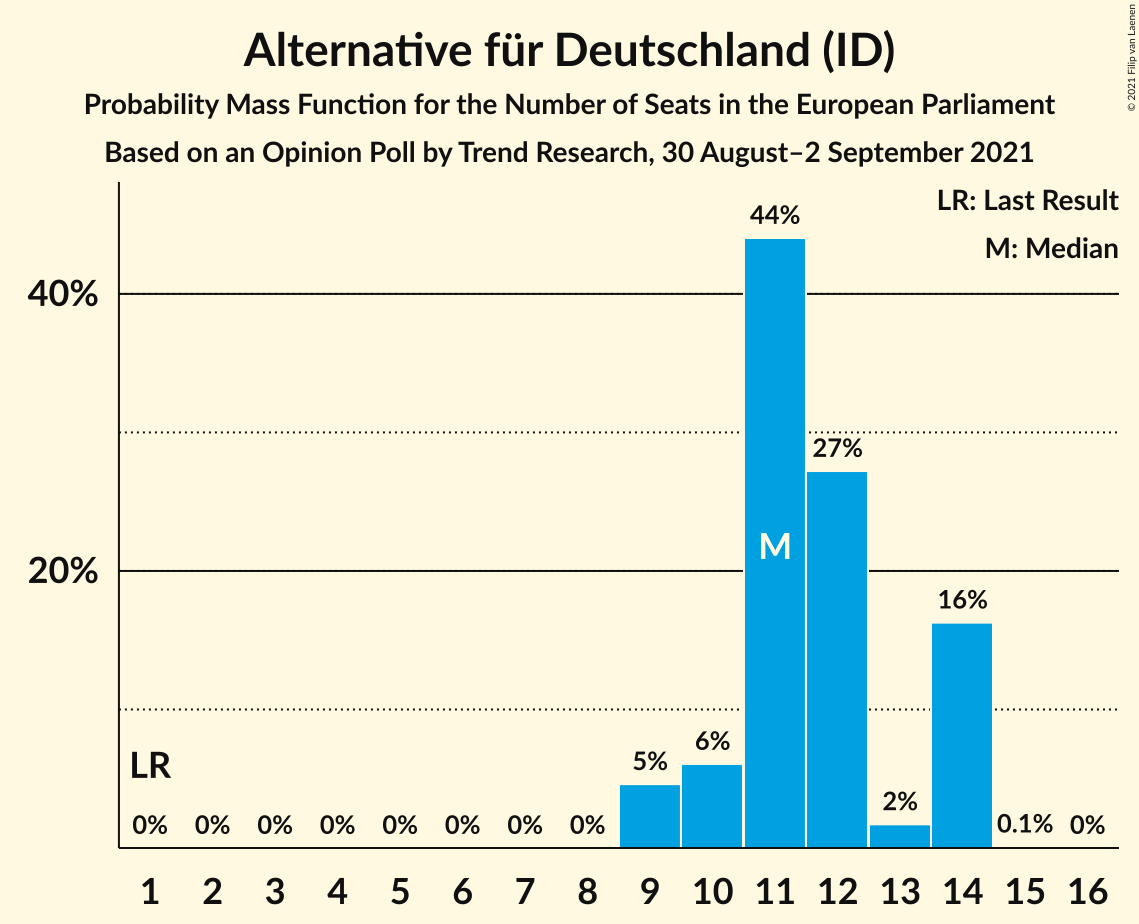 Alternative für Deutschland (ID)
Probability Mass Function for the Number of Seats in the European Parliament
Based on an Opinion Poll by Trend Research, 30 August–2 September 2021
© 2021 Filip van Laenen
LR: Last Result
M: Median
40%
20%
44%
27%
16%
6%
5%
2%
0.1%
M
LR
0% 0% 0% 0% 0% 0% 0% 0% 0%
1 2 3 4 5 6 7 8 9 10 11 12 13 14 15 16